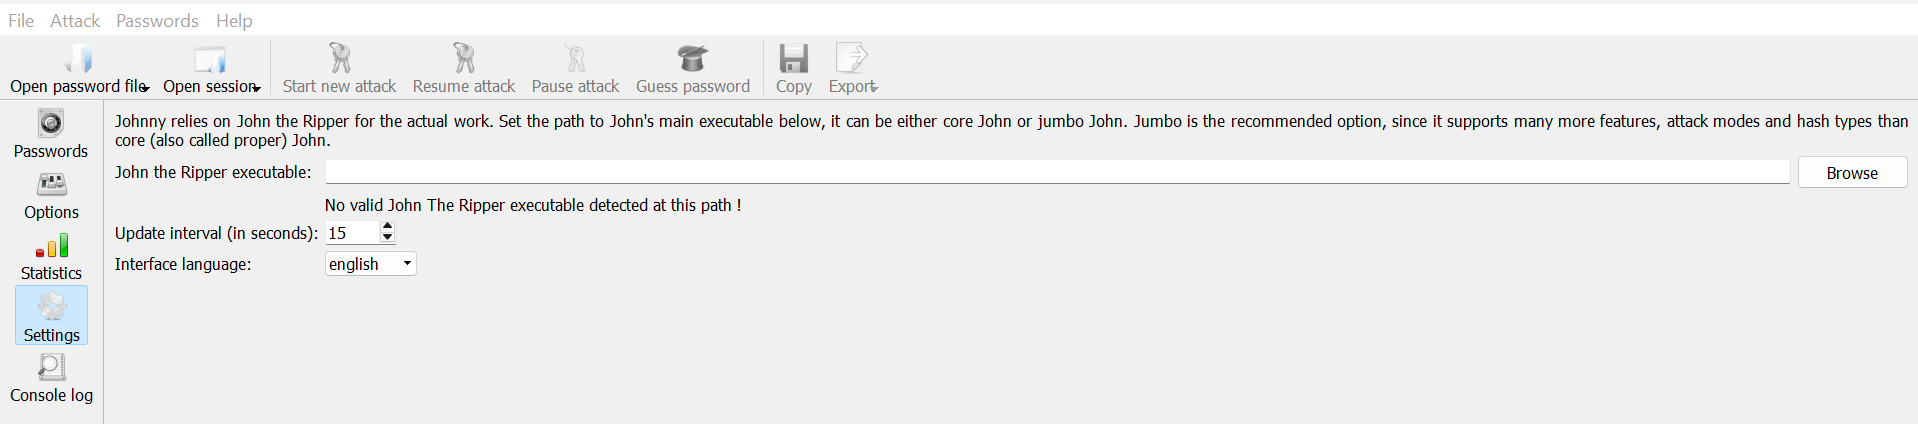 File Attack Passwords Help
Open password file Open session Start new attack Resume attack Pause attack Guess password Copy Export
Passwords
Options
Statistics
Settings
Console log
Johnny relies on John the Ripper for the actual work. Set the path to John's main executable below, it can be either core John or jumbo John. Jumbo is the recommended option, since it supports many more features, attack modes and hash types than
core (also called proper) John.
John the Ripper executable: Browse
No valid John The Ripper executable detected at this path !
Update interval (in seconds): 15
Interface language: english